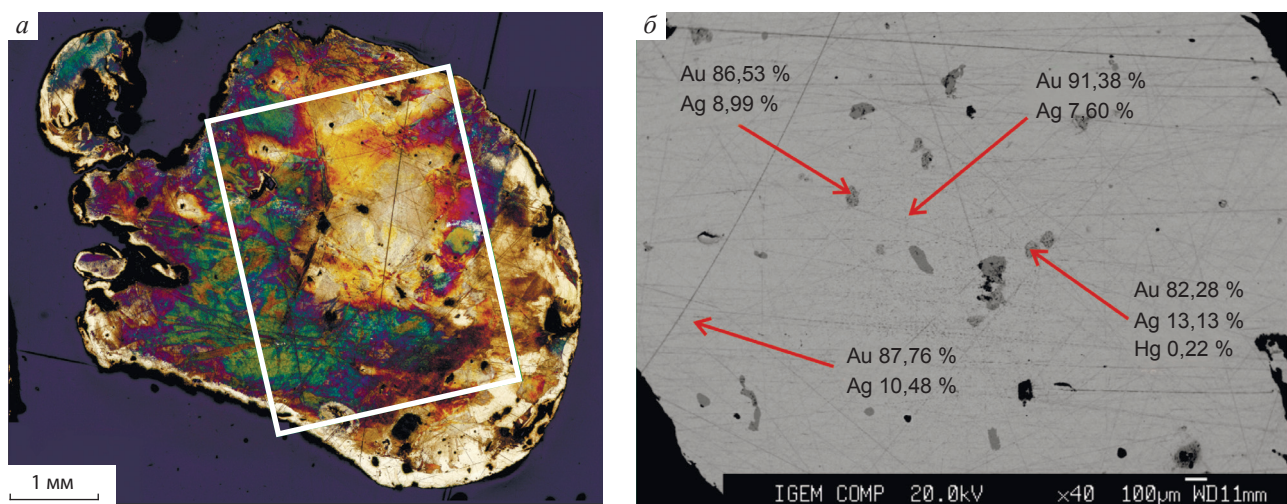 а
1 мм
б
Au 86,53 %
Ag 8,99 %
Au 91,38 %
Ag 7,60 %
Au 82,28 %
Ag 13,13 %
Hg 0,22 %
Au 87,76 %
Ag 10,48 %
IGEM COMP 20.0kV ×40 100µm WD11mm